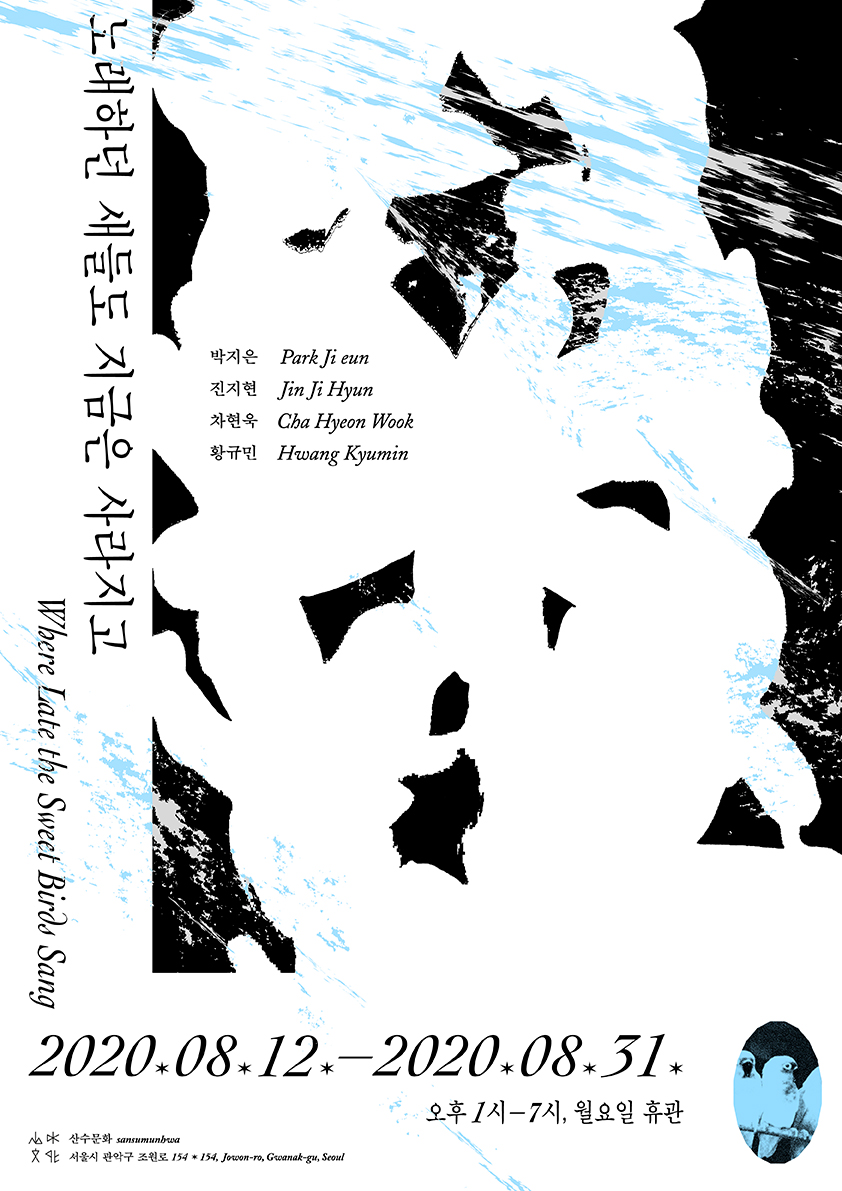 노래하던 새들도 지금은 사라지고
Where Late the Sweet Birds Sang
박지은 Park Ji eun
진지현 Jin Ji Hyun
차현욱 Cha Hyeon Wook
황규민 Hwang Kyumin
2020*08*12*—2020*08*31*
오후 1시–7시, 월요일 휴관
산수문화 sansumunhwa
서울시 관악구 조원로 154 * 154, Jowon-ro, Gwanak-gu, Seoul